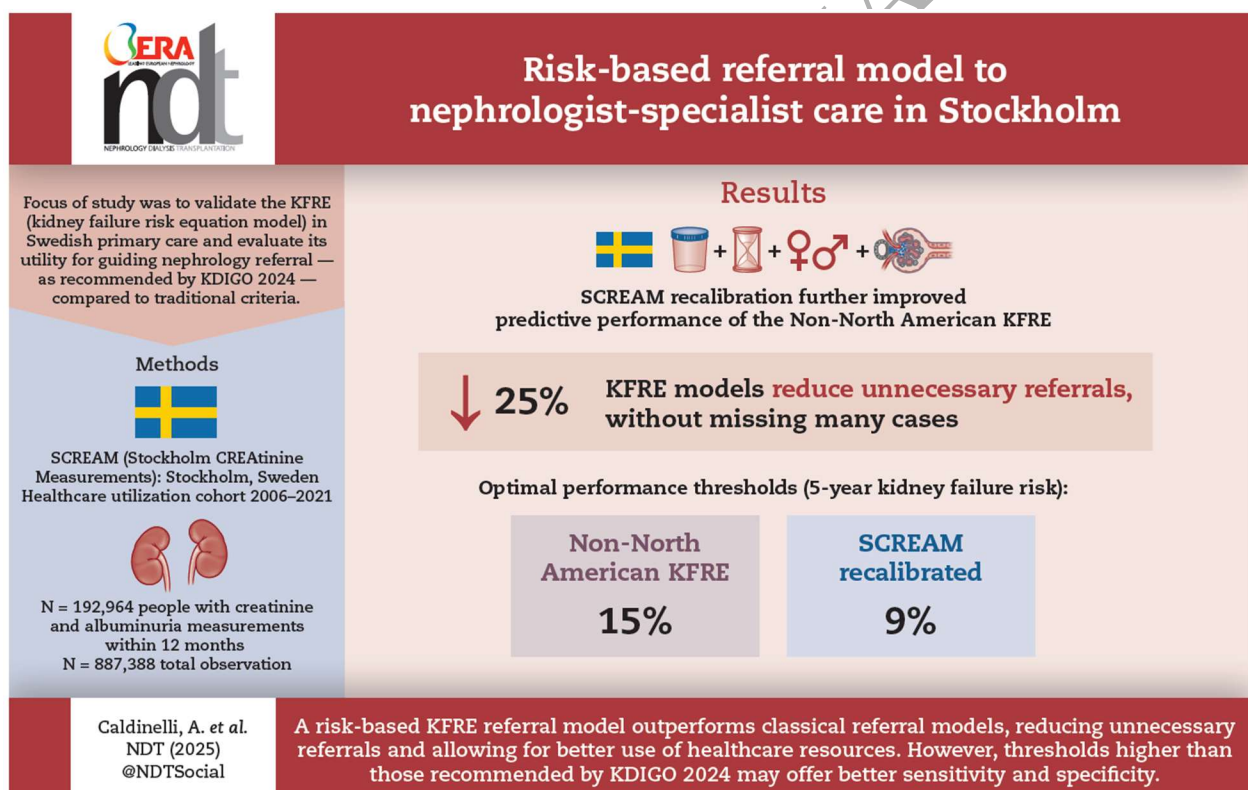 ERA
LEADING EUROPEAN NEPHROLOGY
ndt
NEPHROLOGY DIALYSIS TRANSPLANTATION
Risk-based referral model to
nephrologist-specialist care in Stockholm
Focus of study was to validate the KFRE
(kidney failure risk equation model) in
Swedish primary care and evaluate its
utility for guiding nephrology referral —
as recommended by KDIGO 2024 —
compared to traditional criteria.
Methods
SCREAM (Stockholm CREAtinine
Measurements): Stockholm, Sweden
Healthcare utilization cohort 2006–2021
N = 192,964 people with creatinine
and albuminuria measurements
within 12 months
N = 887,388 total observation
Results
+ + +
SCREAM recalibration further improved
predictive performance of the Non-North American KFRE
↓ 25%
KFRE models reduce unnecessary referrals,
without missing many cases
Optimal performance thresholds (5-year kidney failure risk):
Non-North
American KFRE
15%
SCREAM
recalibrated
9%
Caldinelli, A. et al.
NDT (2025)
@NDTSocial
A risk-based KFRE referral model outperforms classical referral models, reducing unnecessary
referrals and allowing for better use of healthcare resources. However, thresholds higher than
those recommended by KDIGO 2024 may offer better sensitivity and specificity.